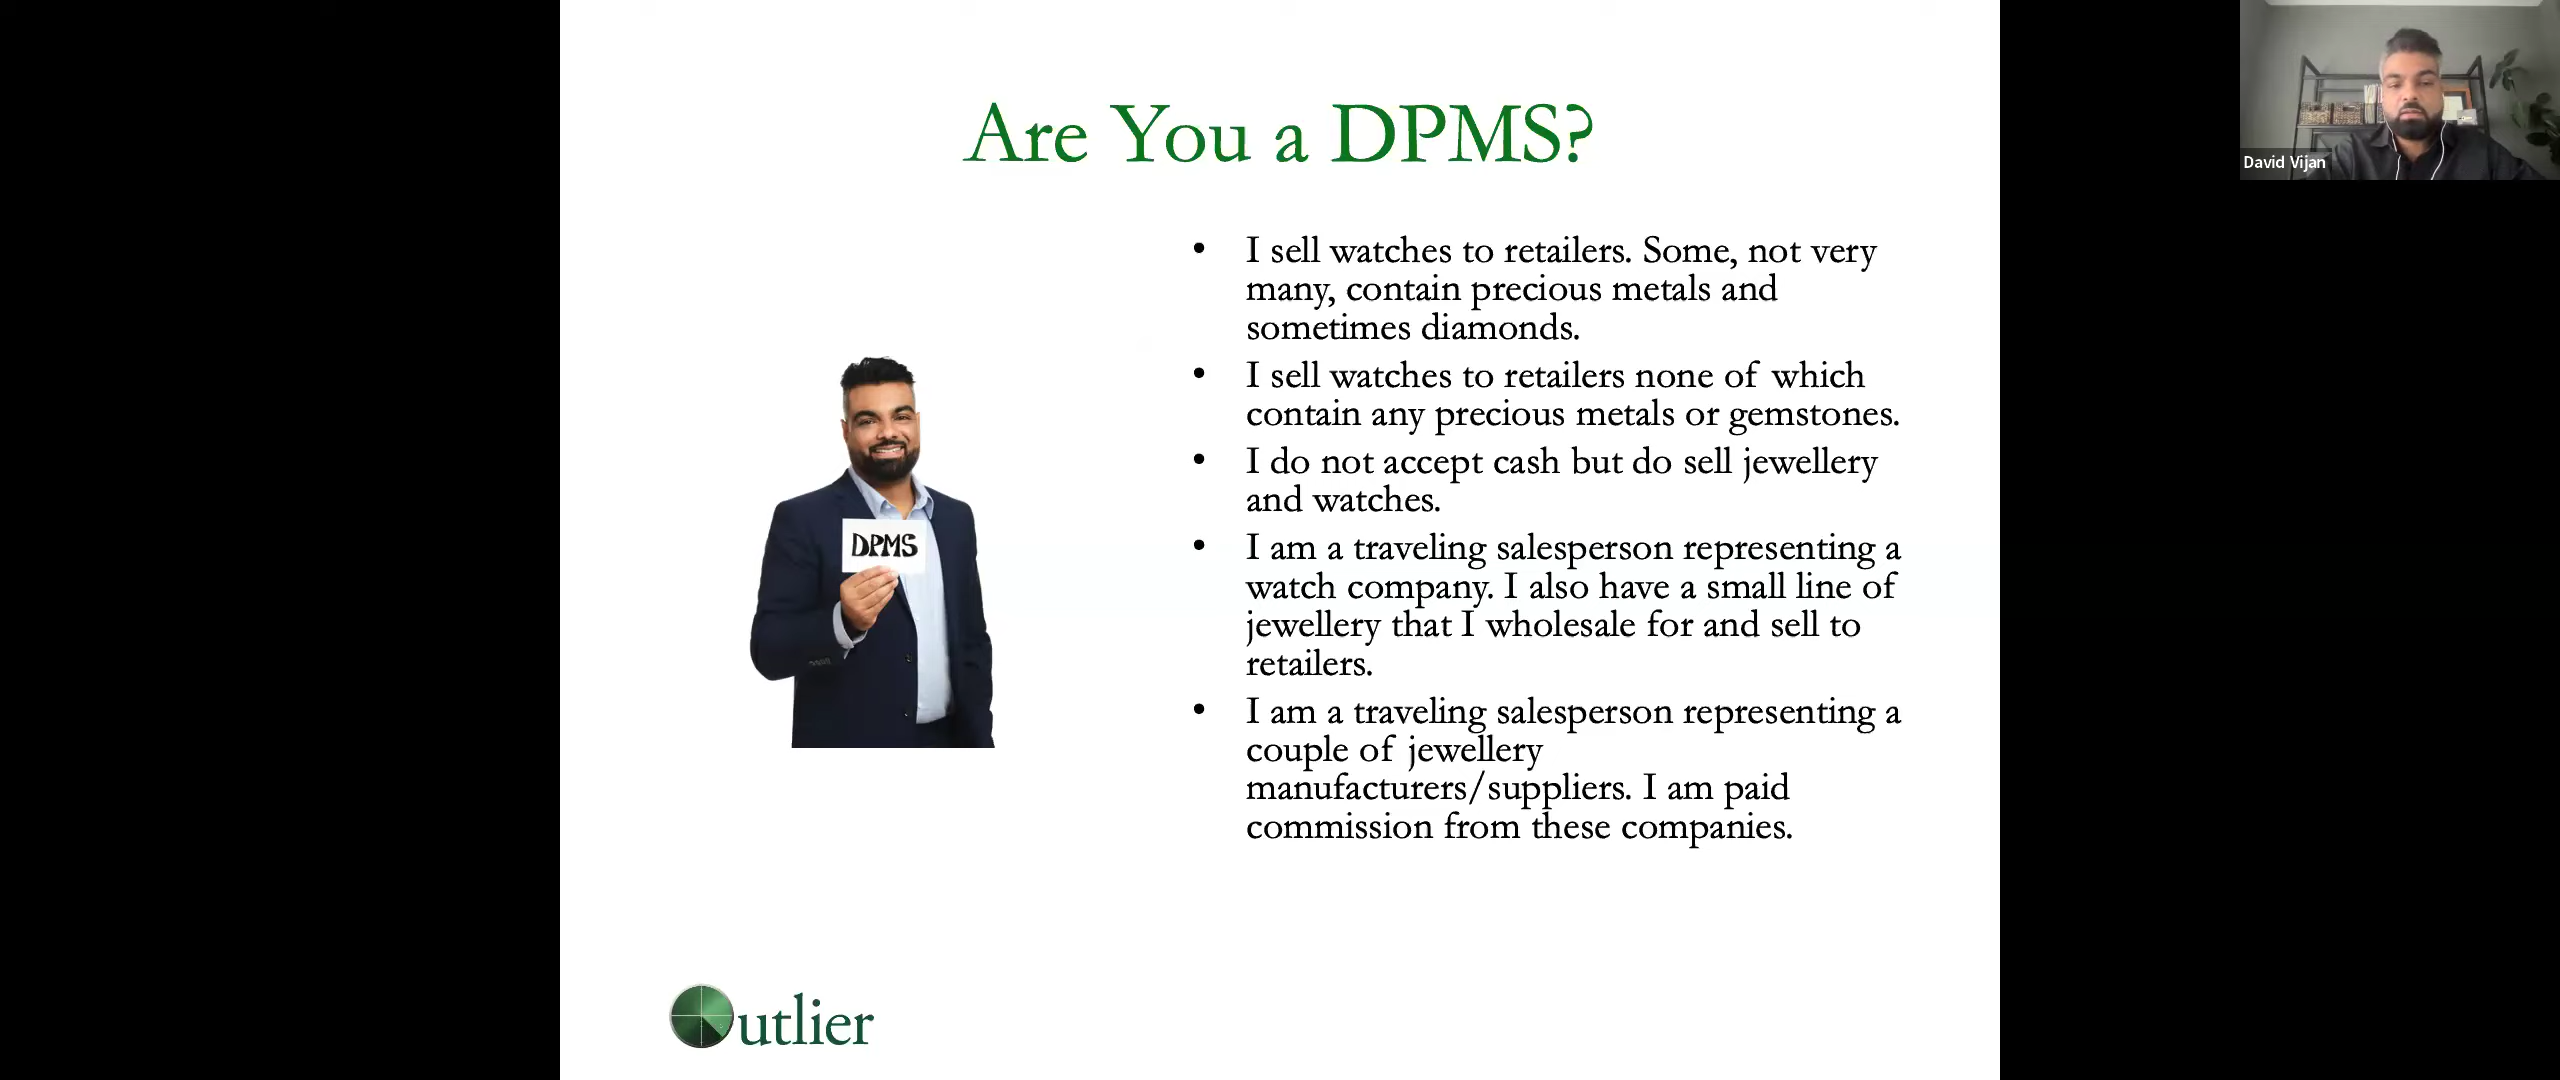 Are You a DPMS?
David Vijan
• I sell watches to retailers. Some, not very
many, contain precious metals and
sometimes diamonds.
• I sell watches to retailers none of which
contain any precious metals or gemstones.
• I do not accept cash but do sell jewellery
and watches.
• I am a traveling salesperson representing a
watch company. I also have a small line of
jewellery that I wholesale for and sell to
retailers.
• I am a traveling salesperson representing a
couple of jewellery
manufacturers/suppliers. I am paid
commission from these companies.
DPMS
Outlier